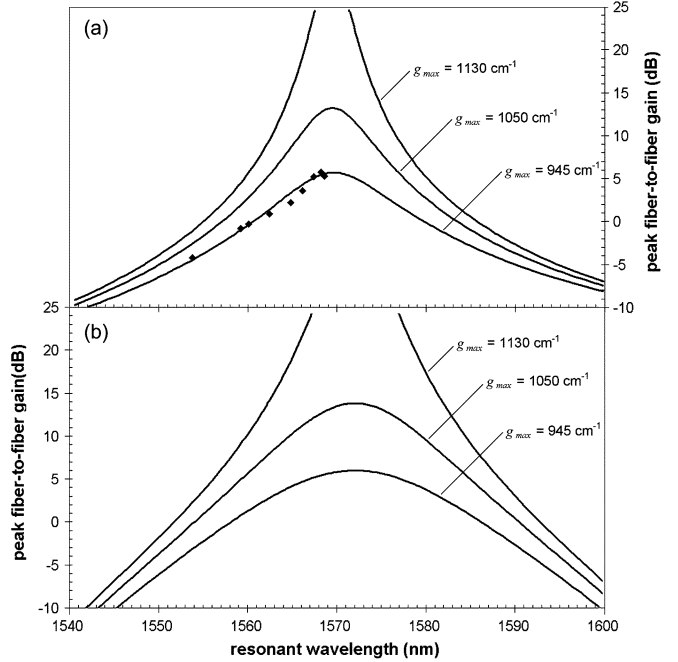 (a)
25
20
15
10
5
0
-5
-10
peak fiber-to-fiber gain (dB)
g max = 1130 cm-1
g max = 1050 cm-1
g max = 945 cm-1
(b)
25
20
15
10
5
0
-5
-10
peak fiber-to-fiber gain(dB)
g max = 1130 cm-1
g max = 1050 cm-1
g max = 945 cm-1
1540 1550 1560 1570 1580 1590 1600
resonant wavelength (nm)